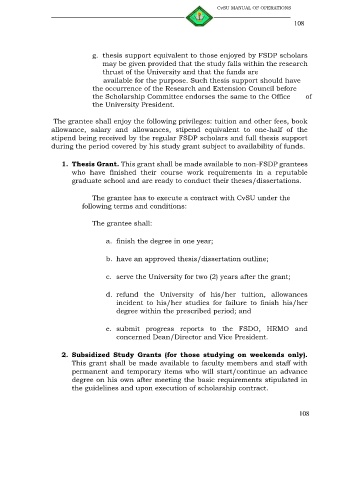 CvSU MANUAL OF OPERATIONS
108
g. thesis support equivalent to those enjoyed by FSDP scholars
may be given provided that the study falls within the research
thrust of the University and that the funds are
available for the purpose. Such thesis support should have
the occurrence of the Research and Extension Council before
the Scholarship Committee endorses the same to the Office of
the University President.
The grantee shall enjoy the following privileges: tuition and other fees, book
allowance, salary and allowances, stipend equivalent to one-half of the
stipend being received by the regular FSDP scholars and full thesis support
during the period covered by his study grant subject to availability of funds.
1. Thesis Grant. This grant shall be made available to non-FSDP grantees
who have finished their course work requirements in a reputable
graduate school and are ready to conduct their theses/dissertations.
The grantee has to execute a contract with CvSU under the
following terms and conditions:
The grantee shall:
a. finish the degree in one year;
b. have an approved thesis/dissertation outline;
c. serve the University for two (2) years after the grant;
d. refund the University of his/her tuition, allowances
incident to his/her studies for failure to finish his/her
degree within the prescribed period; and
e. submit progress reports to the FSDO, HRMO and
concerned Dean/Director and Vice President.
2. Subsidized Study Grants (for those studying on weekends only).
This grant shall be made available to faculty members and staff with
permanent and temporary items who will start/continue an advance
degree on his own after meeting the basic requirements stipulated in
the guidelines and upon execution of scholarship contract.
108